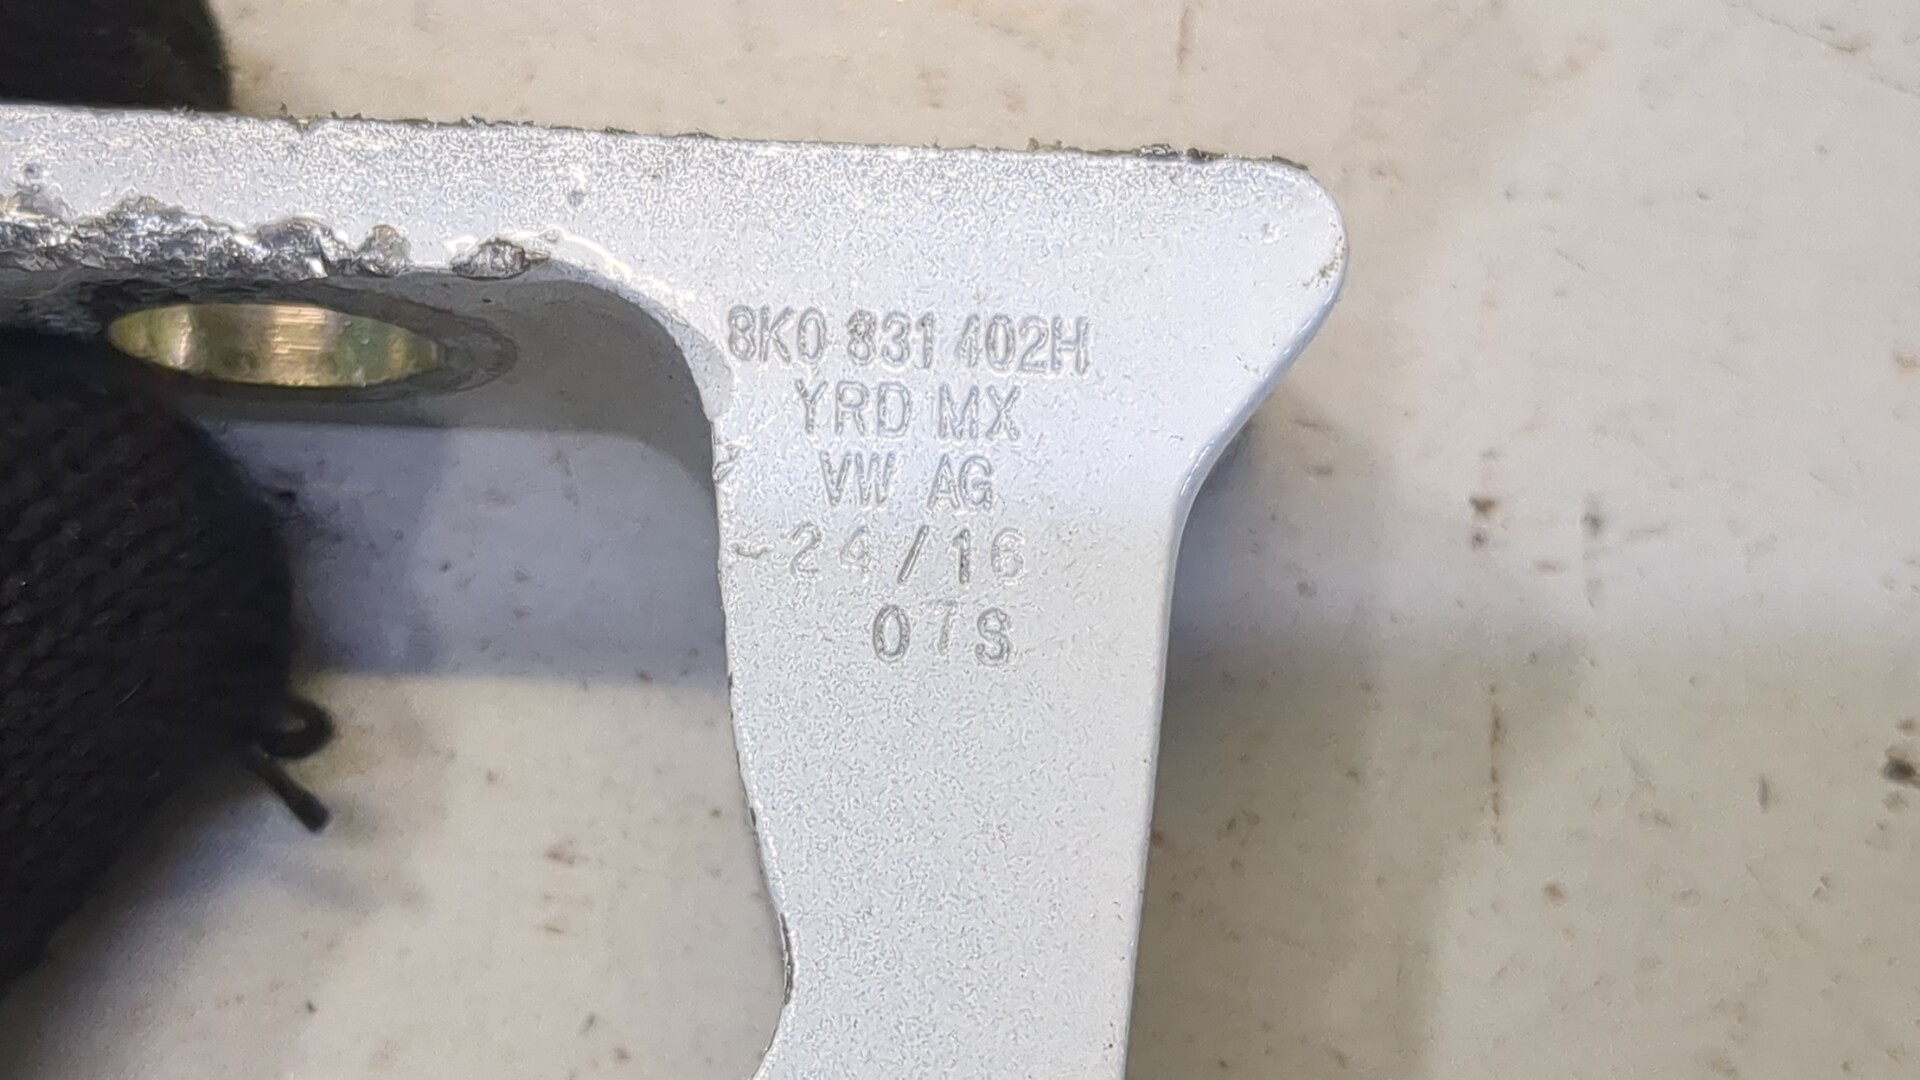 8K0 831 402H
YRD MX
VW AG
24/16
07S